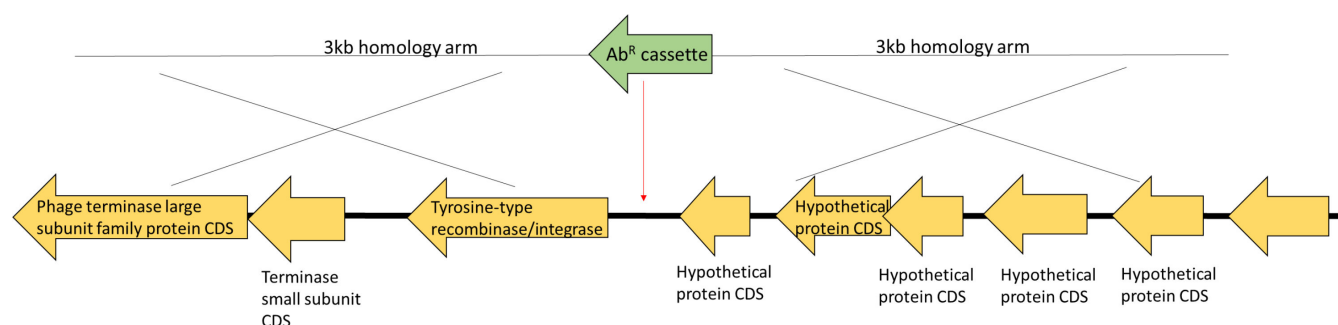 3kb homology arm
Abᴿ cassette
3kb homology arm
Phage terminase large
subunit family protein CDS
Tyrosine-type
recombinase/integrase
Hypothetical
protein CDS
Terminase
small subunit
CDS
Hypothetical
protein CDS
Hypothetical
protein CDS
Hypothetical
protein CDS
Hypothetical
protein CDS